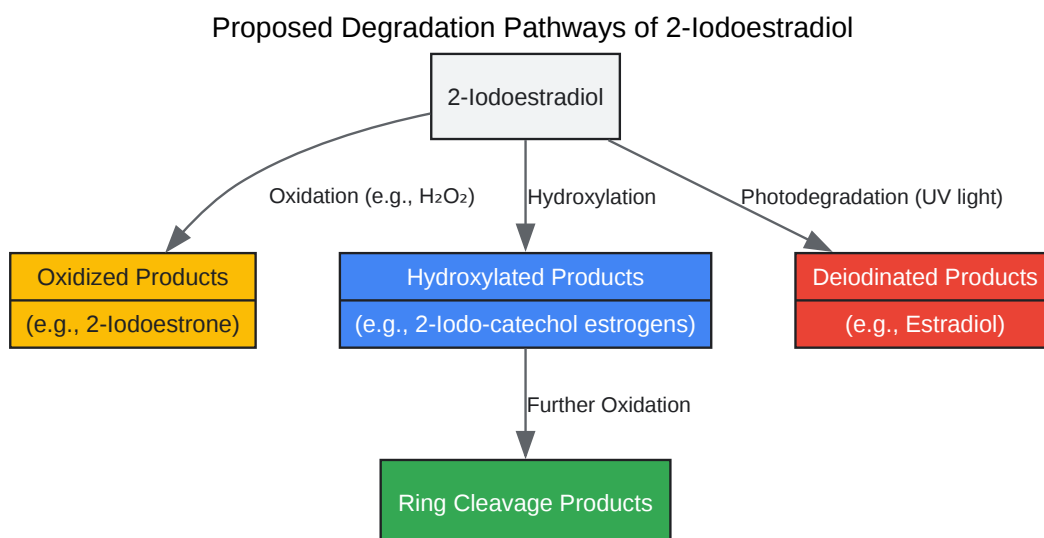 Proposed Degradation Pathways of 2-Iodoestradiol
2-Iodoestradiol
Oxidation (e.g., H₂O₂)
Hydroxylation
Photodegradation (UV light)
Oxidized Products
(e.g., 2-Iodoestrone)
Hydroxylated Products
(e.g., 2-Iodo-catechol estrogens)
Deiodinated Products
(e.g., Estradiol)
Further Oxidation
Ring Cleavage Products